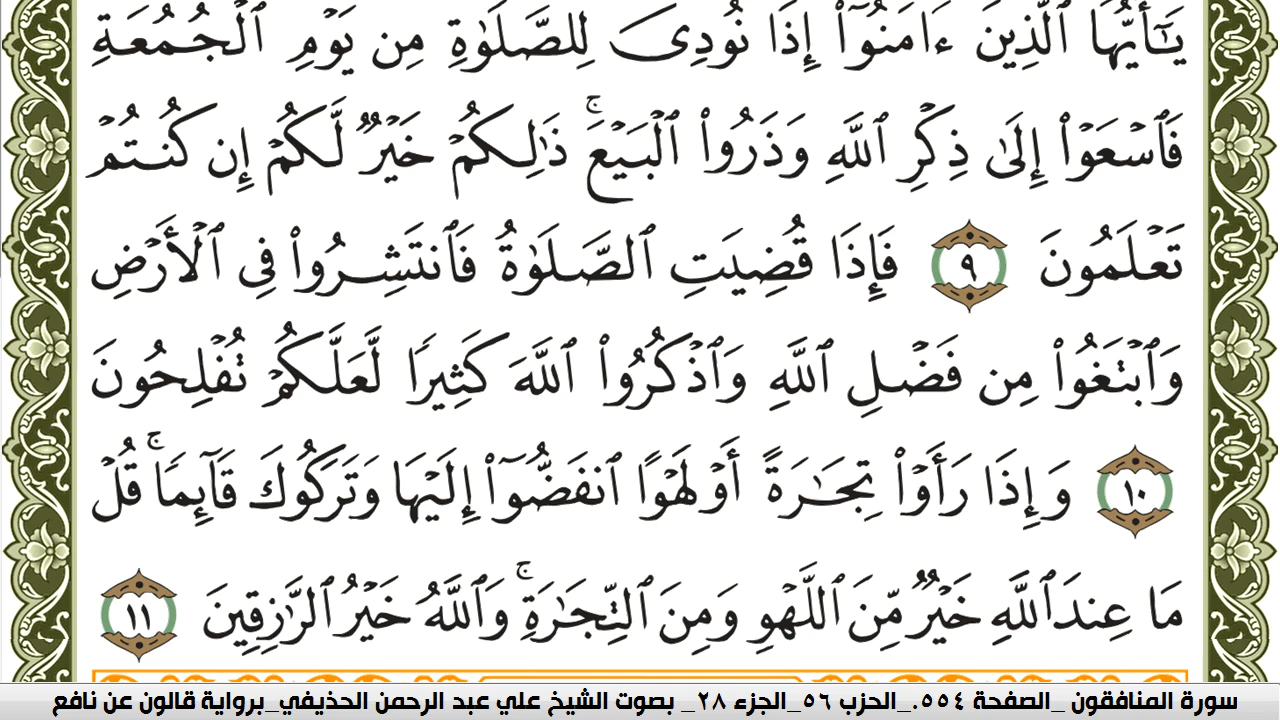 يَـٰٓأَيُّهَا ٱلَّذِينَ ءَامَنُوٓا۟ إِذَا نُودِىَ لِلصَّلَوٰةِ مِن يَوْمِ ٱلْجُمُعَةِ
فَٱسْعَوْا۟ إِلَىٰ ذِكْرِ ٱللَّهِ وَذَرُوا۟ ٱلْبَيْعَ ۚ ذَٰلِكُمْ خَيْرٌ لَّكُمْ إِن كُنتُمْ
تَعْلَمُونَ ٩ فَإِذَا قُضِيَتِ ٱلصَّلَوٰةُ فَٱنتَشِرُوا۟ فِى ٱلْأَرْضِ
وَٱبْتَغُوا۟ مِن فَضْلِ ٱللَّهِ وَٱذْكُرُوا۟ ٱللَّهَ كَثِيرًا لَّعَلَّكُمْ تُفْلِحُونَ
١٠ وَإِذَا رَأَوْا۟ تِجَـٰرَةً أَوْ لَهْوًا ٱنفَضُّوٓا۟ إِلَيْهَا وَتَرَكُوكَ قَآئِمًا ۚ قُلْ
مَا عِندَ ٱللَّهِ خَيْرٌ مِّنَ ٱللَّهْوِ وَمِنَ ٱلتِّجَـٰرَةِ ۚ وَٱللَّهُ خَيْرُ ٱلرَّٰزِقِينَ ١١
سورة المنافقون _الصفحة ٥٥٤._الحزب ٥٦_الجزء ٢٨_ بصوت الشيخ علي عبد الرحمن الحذيفي_برواية قالون عن نافع